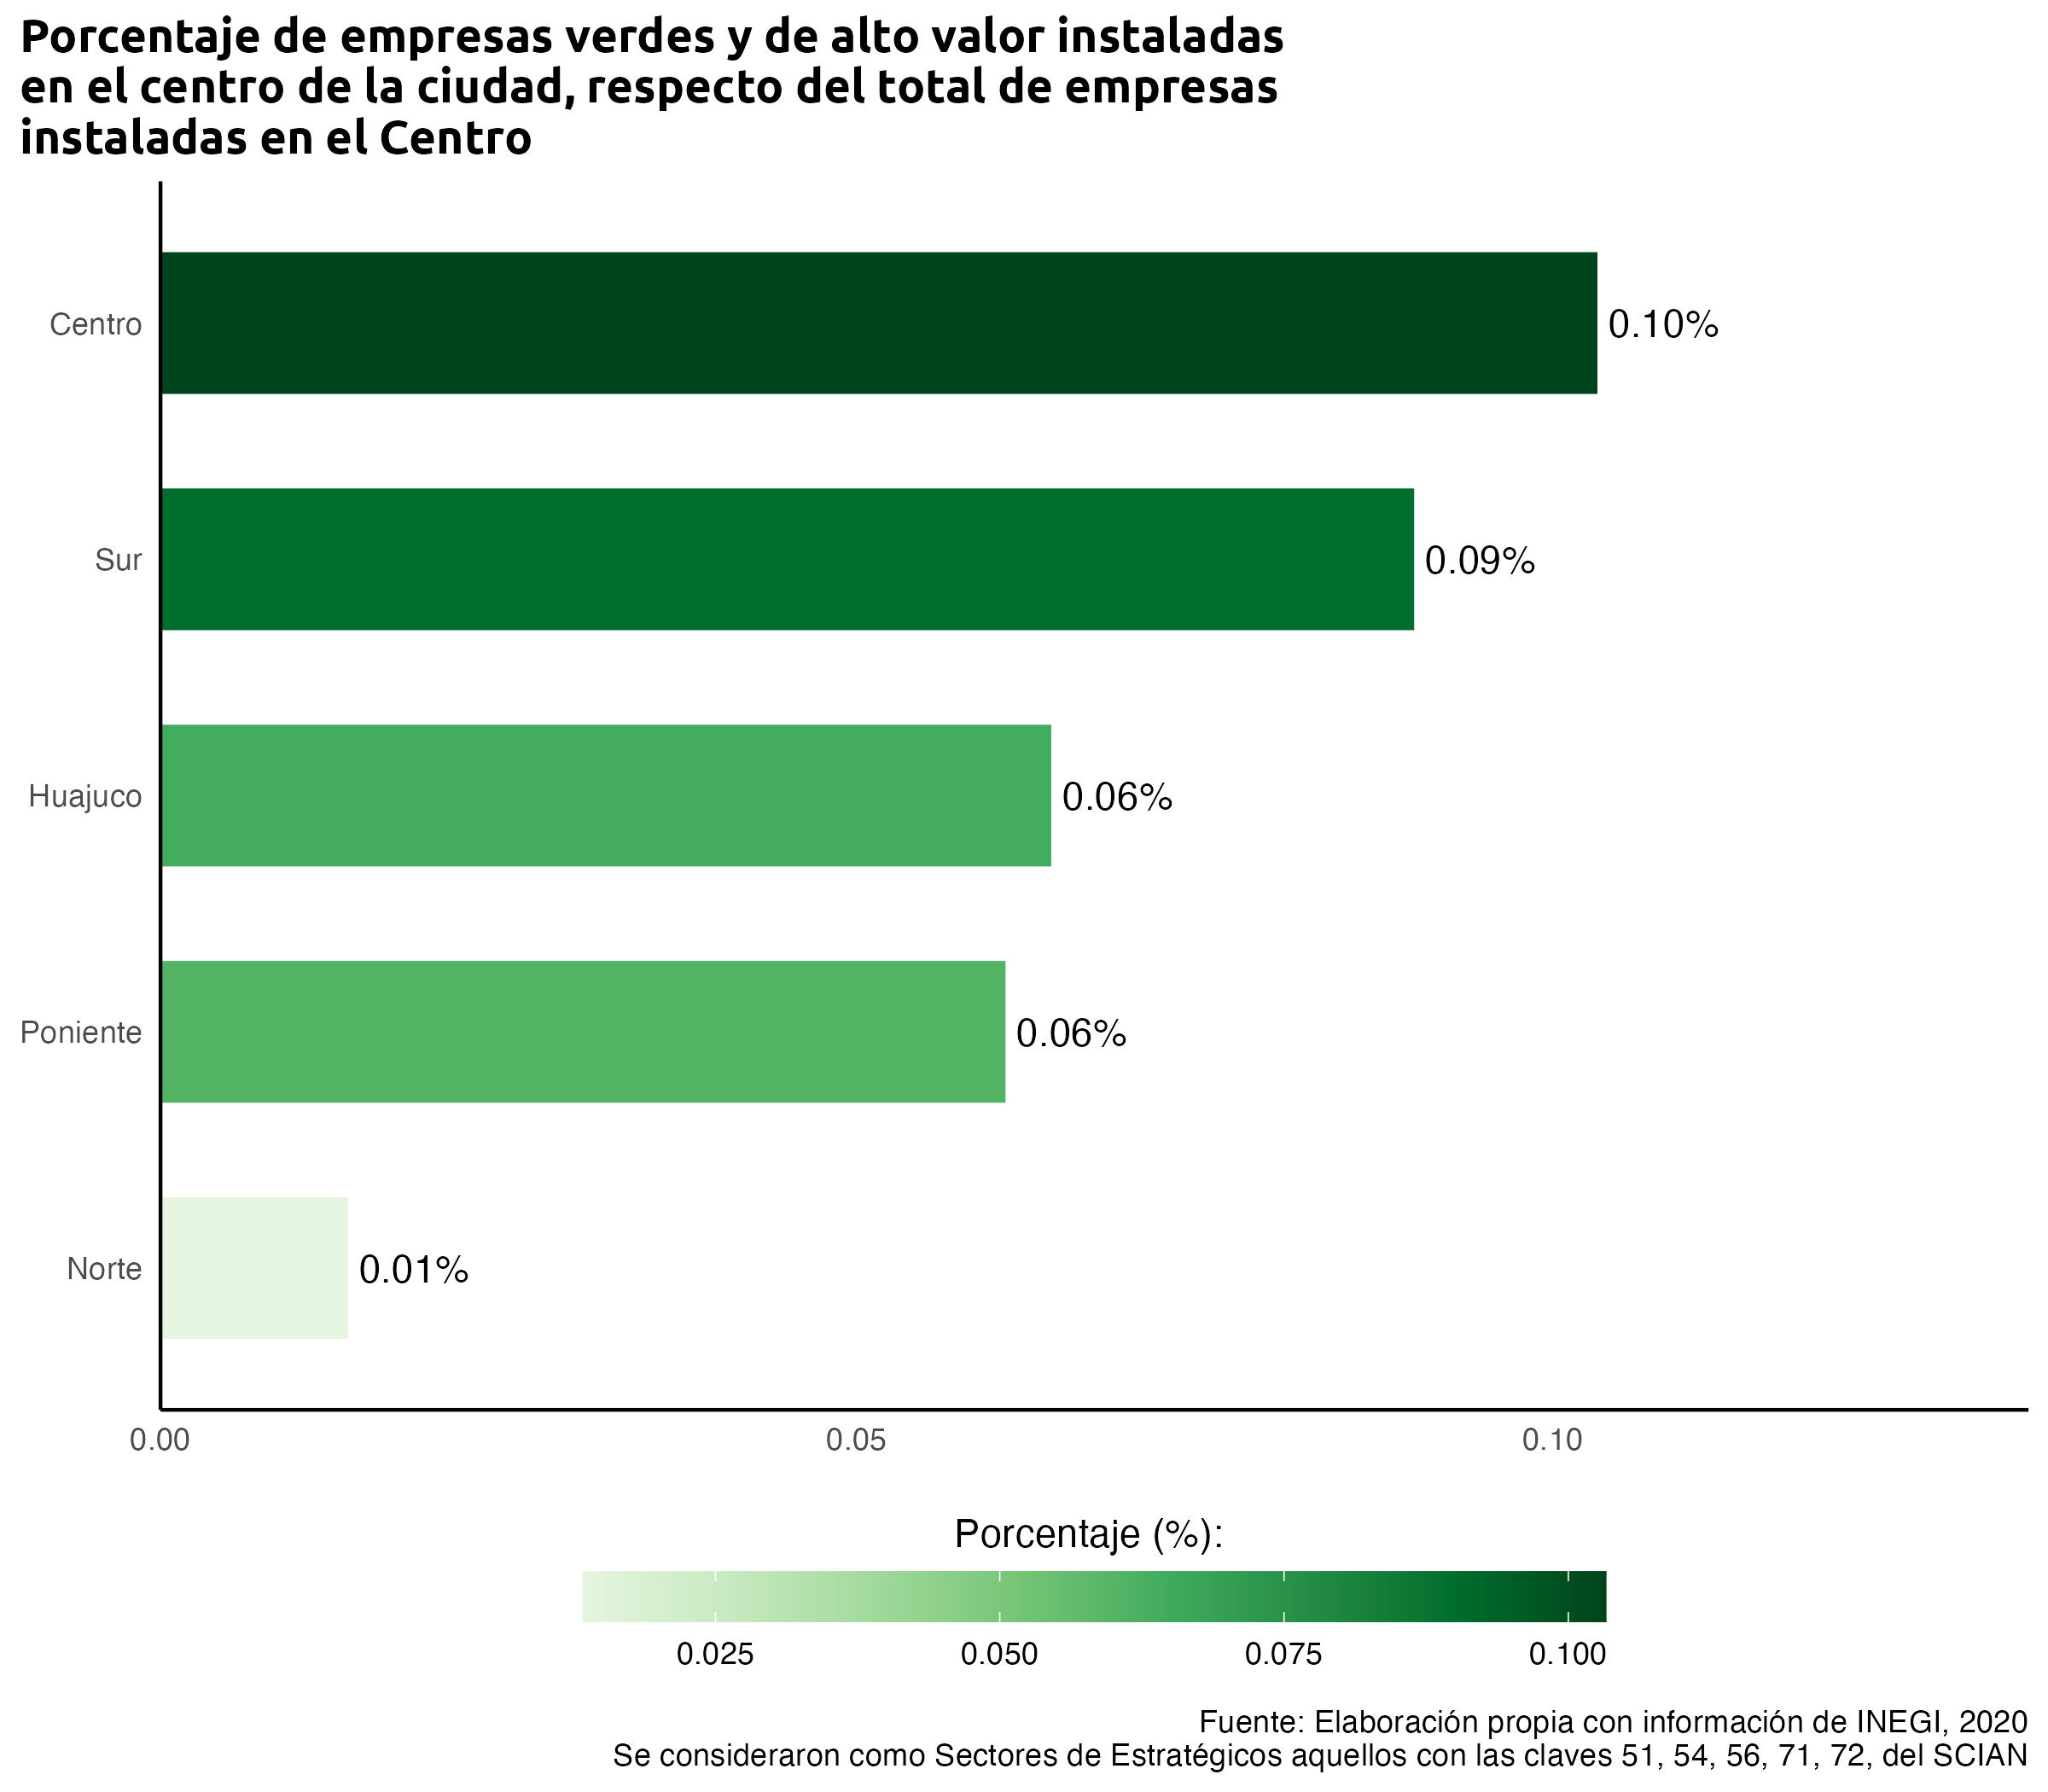 Porcentaje de empresas verdes y de alto valor instaladas
en el centro de la ciudad, respecto del total de empresas
instaladas en el Centro
Centro
0.10%
Sur
0.09%
Huajuco
0.06%
Poniente
0.06%
Norte
0.01%
0.00
0.05
0.10
Porcentaje (%):
0.025
0.050
0.075
0.100
Fuente: Elaboración propia con información de INEGI, 2020
Se consideraron como Sectores de Estratégicos aquellos con las claves 51, 54, 56, 71, 72, del SCIAN